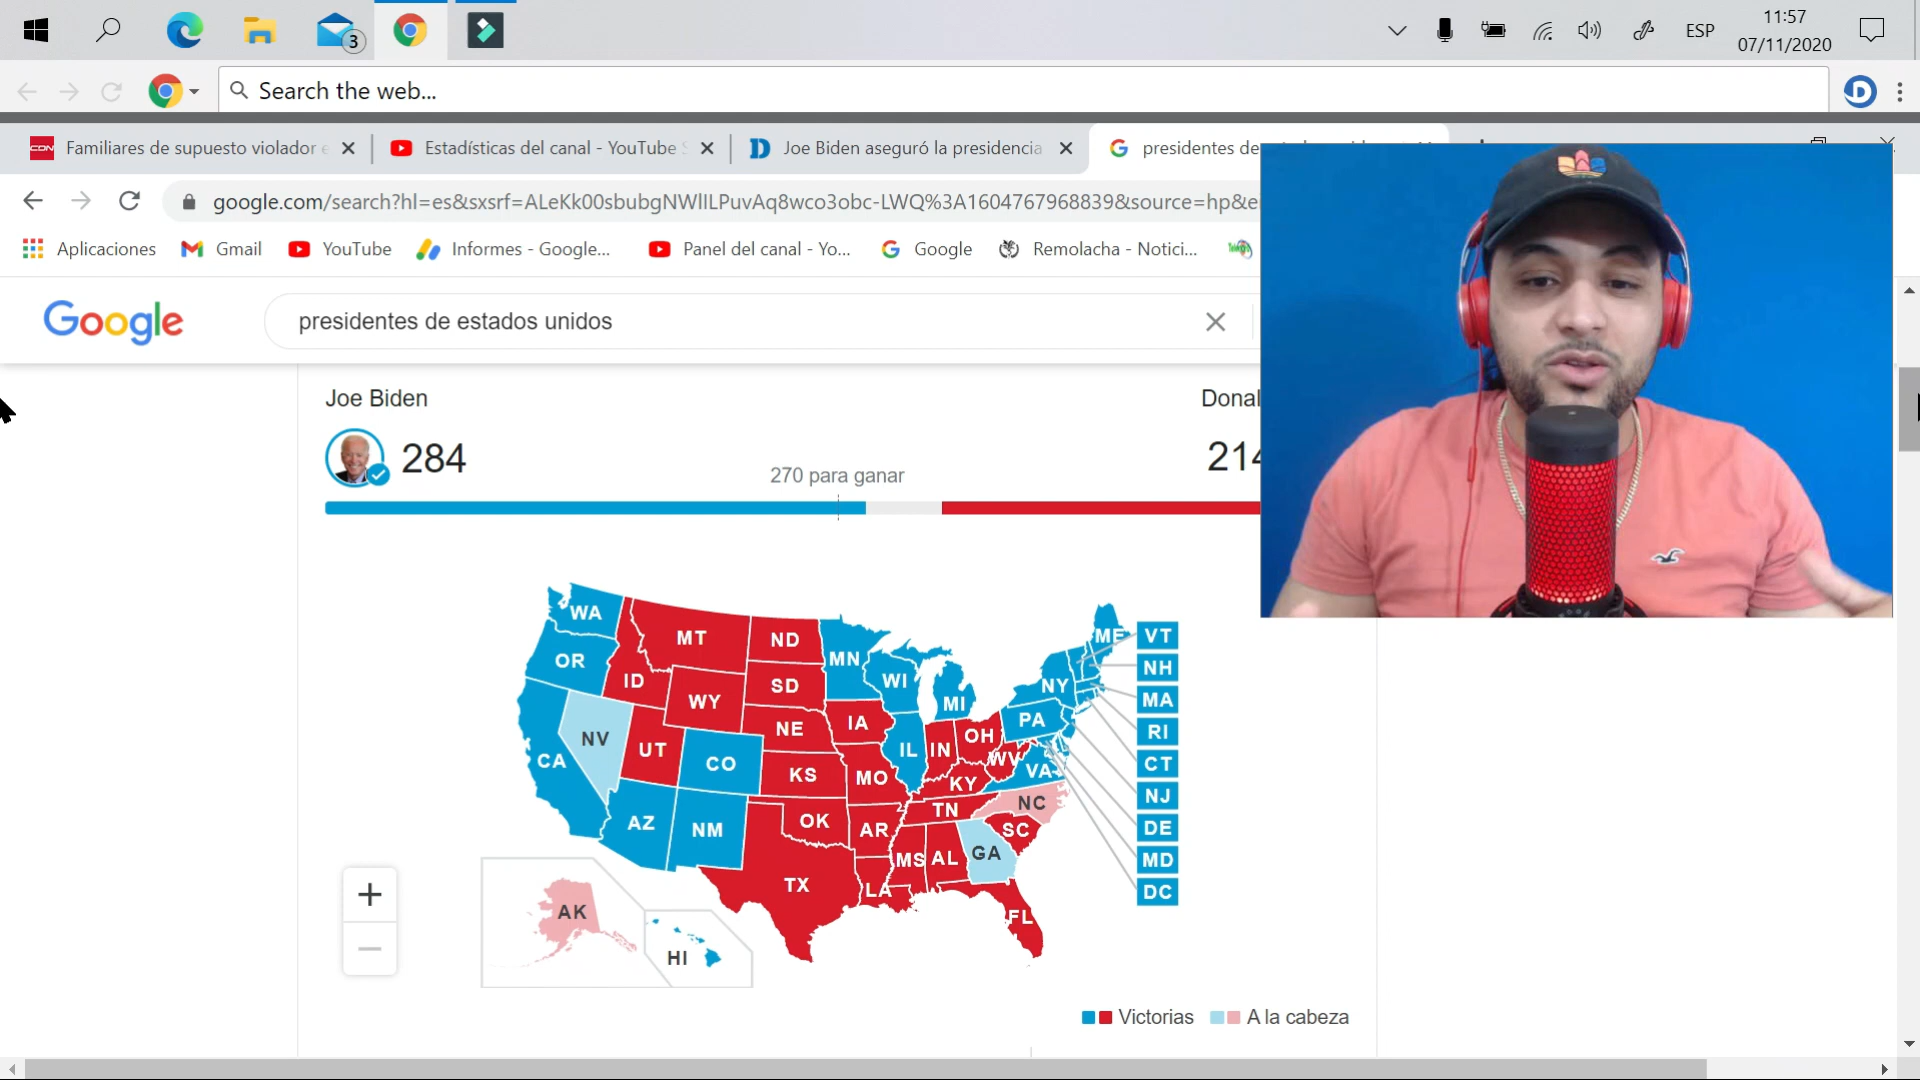 3
ESP
11:57
07/11/2020
Search the web...
Familiares de supuesto violador
Estadísticas del canal - YouTube
Joe Biden aseguró la presidencia
presidentes de
google.com/search?hl=es&sxsrf=ALeKk00sbubgNWlILPuvAq8wco3obc-LWQ%3A1604767968839&source=hp&e
Aplicaciones
Gmail
YouTube
Informes - Google...
Panel del canal - Yo...
Google
Remolacha - Notici...
Google
presidentes de estados unidos
Joe Biden
Donal
284
270 para ganar
214
WA
MT
ND
MN
ME
VT
OR
ID
SD
WI
NY
NH
WY
MI
MA
NV
NE
IA
PA
RI
CA
UT
CO
IL
IN
OH
WV
VA
CT
KS
MO
KY
NJ
AZ
NM
OK
AR
TN
NC
SC
DE
TX
MS
AL
GA
MD
LA
DC
AK
FL
HI
+
−
Victorias
A la cabeza